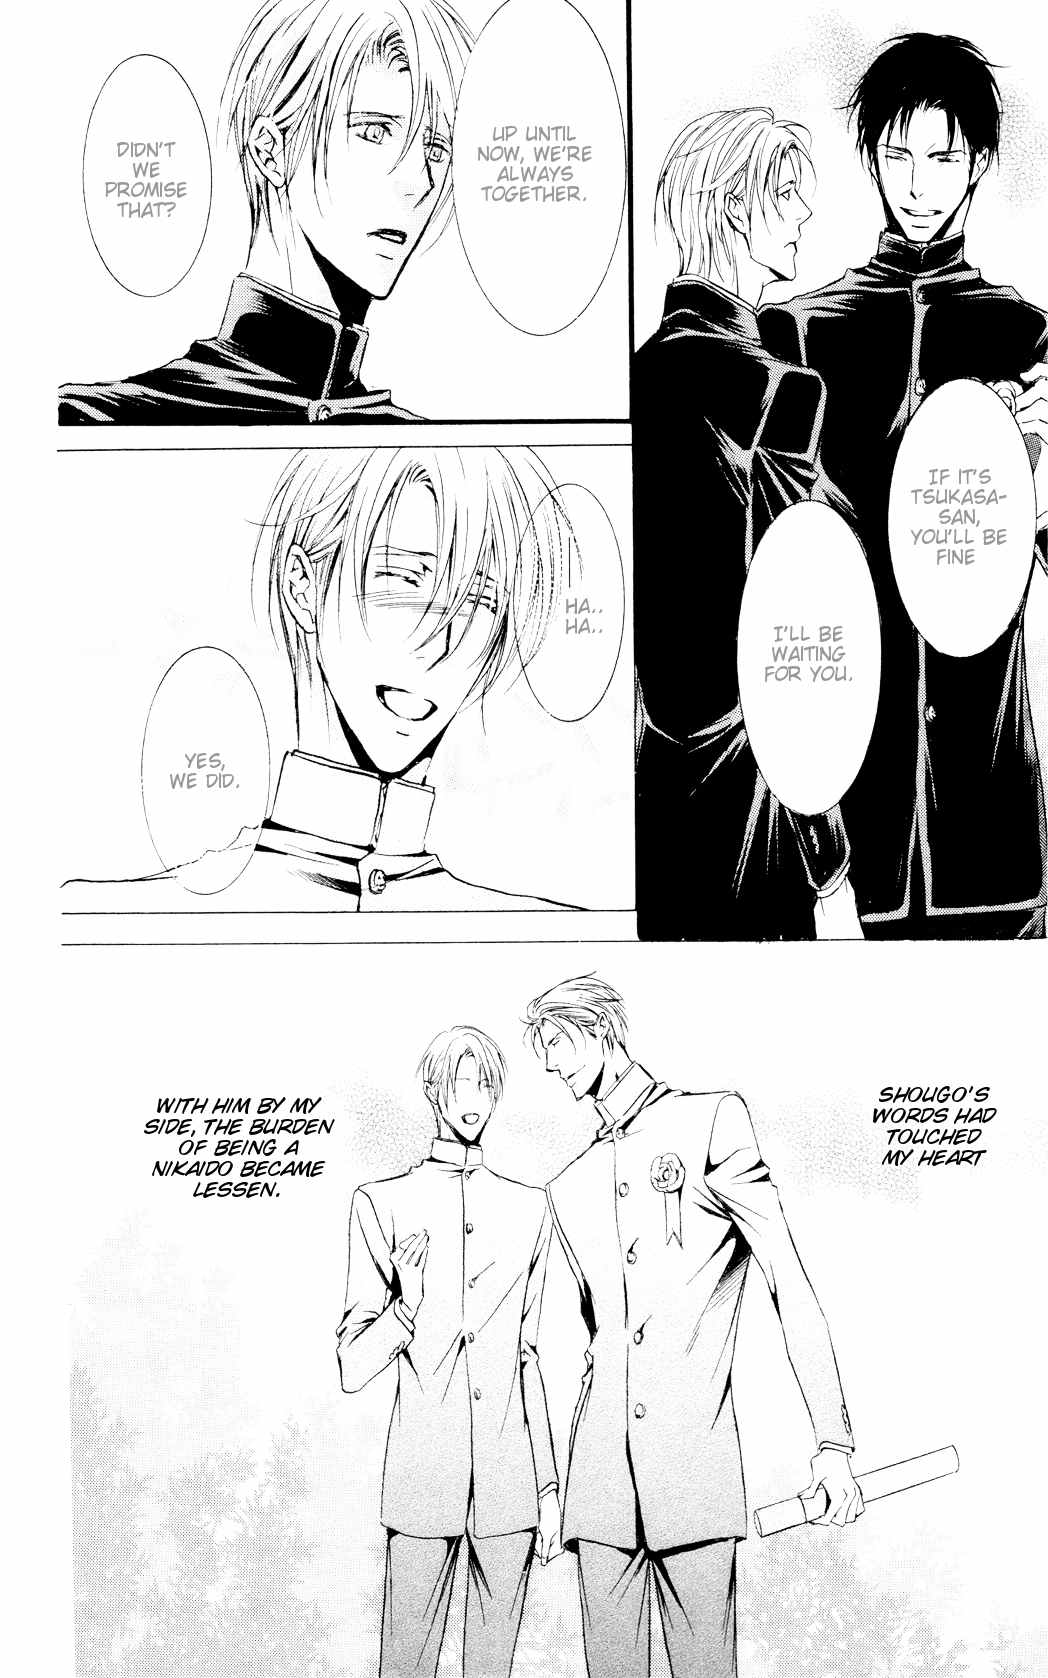 IF IT'S
TSUKASA-
SAN,
YOU'LL BE
FINE
I'LL BE
WAITING
FOR YOU.
UP UNTIL
NOW, WE'RE
ALWAYS
TOGETHER.
DIDN'T
WE
PROMISE
THAT?
HA..
HA..
YES,
WE DID.
SHOUGO'S
WORDS HAD
TOUCHED
MY HEART
WITH HIM BY MY
SIDE, THE BURDEN
OF BEING A
NIKAIDO BECAME
LESSEN.